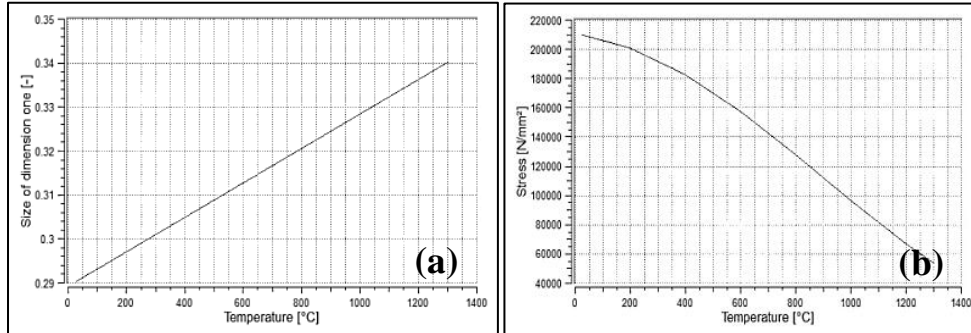 Size of dimension one [-]
0.35
0.34
0.33
0.32
0.31
0.3
0.29
0 200 400 600 800 1000 1200 1400
Temperature [°C]
(a)
Stress [N/mm²]
220000
200000
180000
160000
140000
120000
100000
80000
60000
40000
0 200 400 600 800 1000 1200 1400
Temperature [°C]
(b)